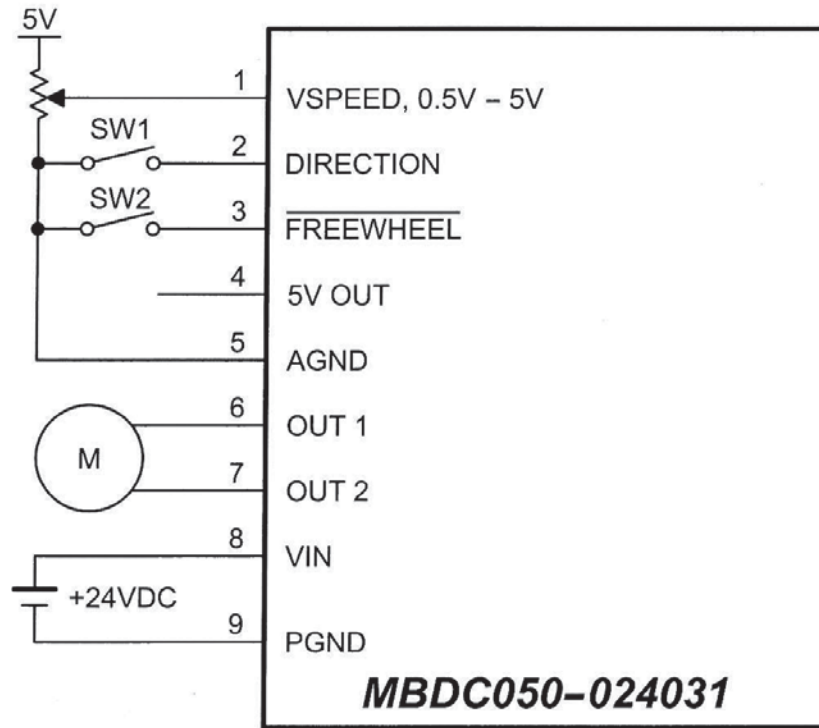 5V
1 VSPEED, 0.5V – 5V
SW1
2 DIRECTION
SW2
3 FREEWHEEL
4 5V OUT
5 AGND
6 OUT 1
M
7 OUT 2
8 VIN
+24VDC
9 PGND
MBDC050–024031